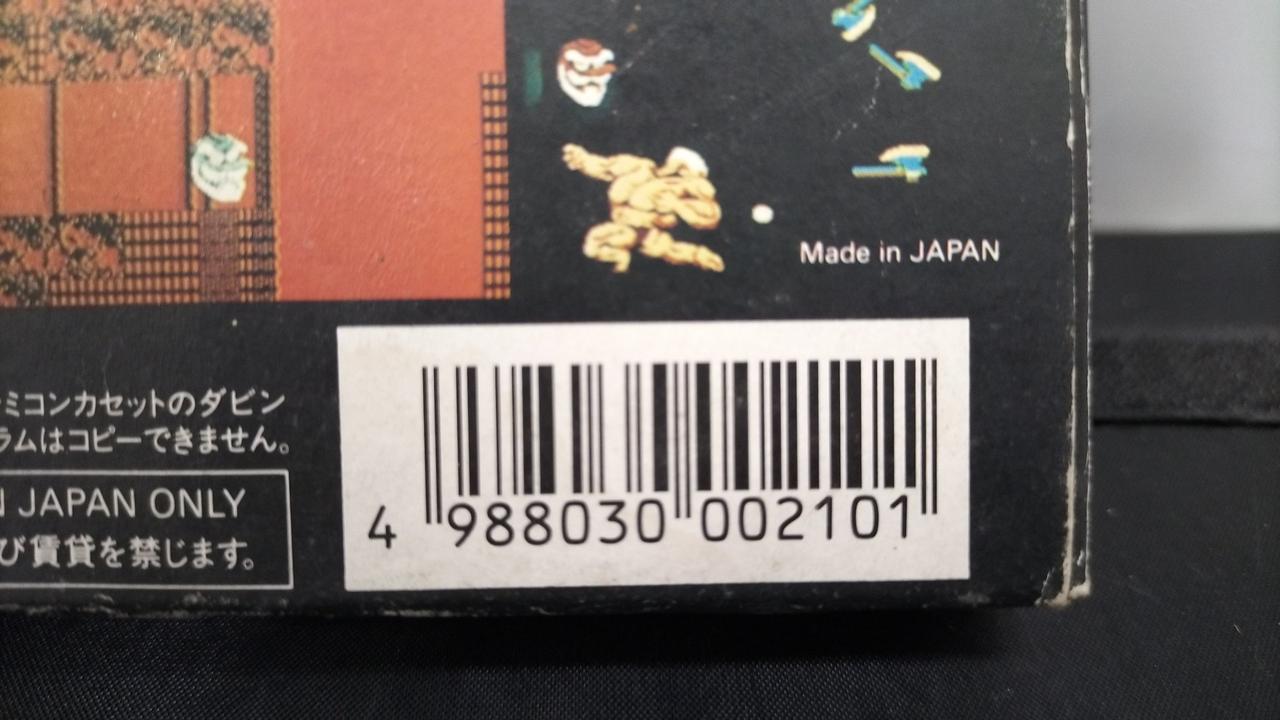 Made in JAPAN
ミコンカセットのダビン
ラムはコピーできません。
JAPAN ONLY
び賃貸を禁じます。
4 988030 002101